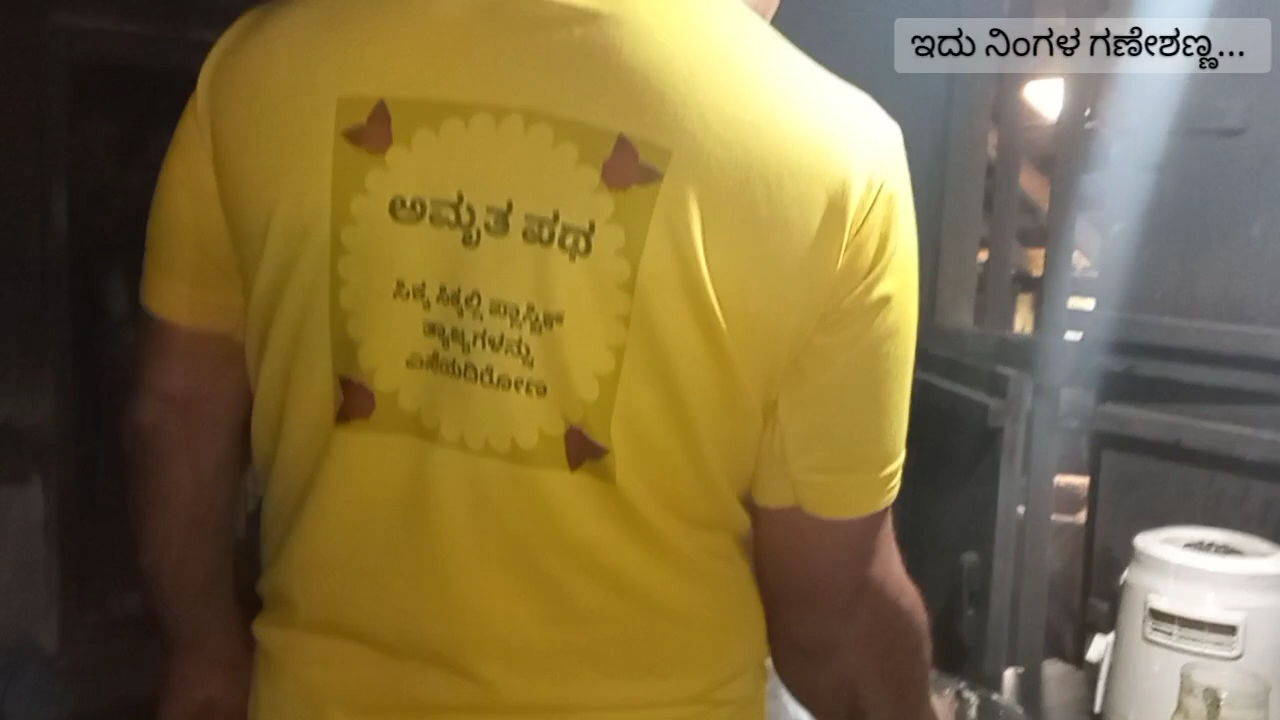 ಇದು ನಿಂಗಳ ಗಣೇಶಣ್ಣ...
ಅಮೃತ ಪಥ
ಸಿಕ್ಕ ಸಿಕ್ಕಲ್ಲಿ ಪ್ಲಾಸ್ಟಿಕ್
ತ್ಯಾಜ್ಯಗಳನ್ನು
ಎಸೆಯದಿರೋಣ